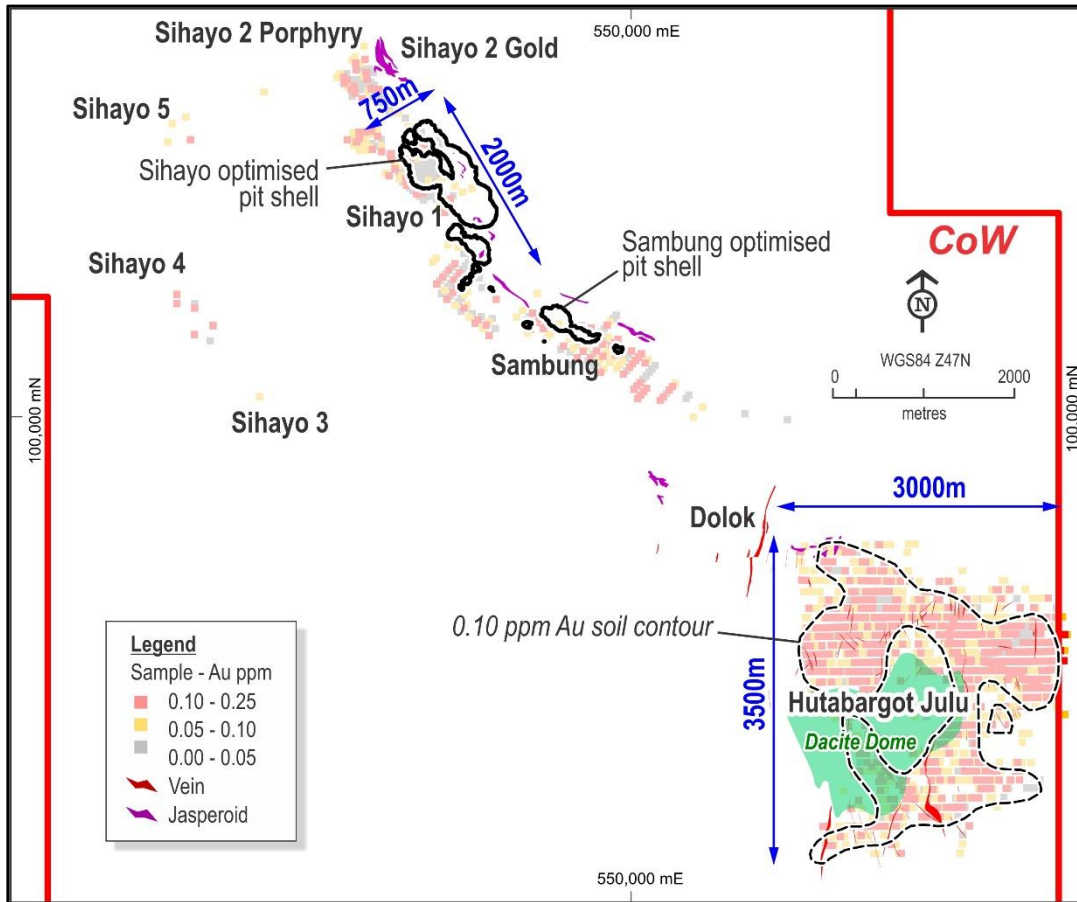 550,000 mE
Sihayo 2 Porphyry
Sihayo 2 Gold
Sihayo 5
750m
2000m
Sihayo optimised
pit shell
Sihayo 1
CoW
Sambung optimised
pit shell
Sihayo 4
N
WGS84 Z47N
0 2000
metres
Sambung
100,000 mN
100,000 mN
Sihayo 3
3000m
Dolok
0.10 ppm Au soil contour
3500m
Hutabargot Julu
Dacite Dome
Legend
Sample - Au ppm
0.10 - 0.25
0.05 - 0.10
0.00 - 0.05
Vein
Jasperoid
550,000 mE